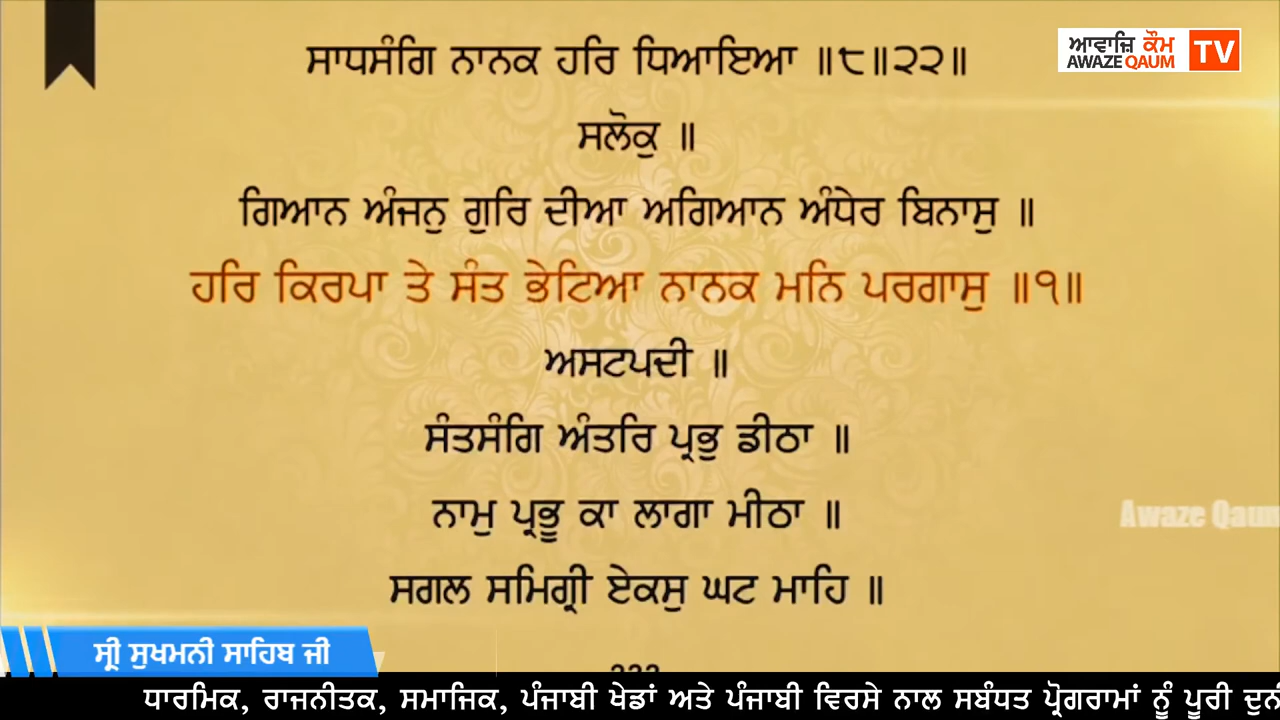 ਸਾਧਸੰਗਿ ਨਾਨਕ ਹਰਿ ਧਿਆਇਆ ॥੮॥੨੨॥
ਆਵਾਜ਼ਿ ਕੌਮ
AWAZE QAUM
TV
ਸਲੋਕੁ ॥
ਗਿਆਨ ਅੰਜਨੁ ਗੁਰਿ ਦੀਆ ਅਗਿਆਨ ਅੰਧੇਰ ਬਿਨਾਸੁ ॥
ਹਰਿ ਕਿਰਪਾ ਤੇ ਸੰਤ ਭੇਟਿਆ ਨਾਨਕ ਮਨਿ ਪਰਗਾਸੁ ॥੧॥
ਅਸਟਪਦੀ ॥
ਸੰਤਸੰਗਿ ਅੰਤਰਿ ਪ੍ਰਭੁ ਡੀਠਾ ॥
ਨਾਮੁ ਪ੍ਰਭੂ ਕਾ ਲਾਗਾ ਮੀਠਾ ॥
Awaze Qaum
ਸਗਲ ਸਮਿਗ੍ਰੀ ਏਕਸੁ ਘਟ ਮਾਹਿ ॥
ਸ੍ਰੀ ਸੁਖਮਨੀ ਸਾਹਿਬ ਜੀ
ਧਾਰਮਿਕ, ਰਾਜਨੀਤਕ, ਸਮਾਜਿਕ, ਪੰਜਾਬੀ ਖੇਡਾਂ ਅਤੇ ਪੰਜਾਬੀ ਵਿਰਸੇ ਨਾਲ ਸਬੰਧਤ ਪ੍ਰੋਗਰਾਮਾਂ ਨੂੰ ਪੂਰੀ